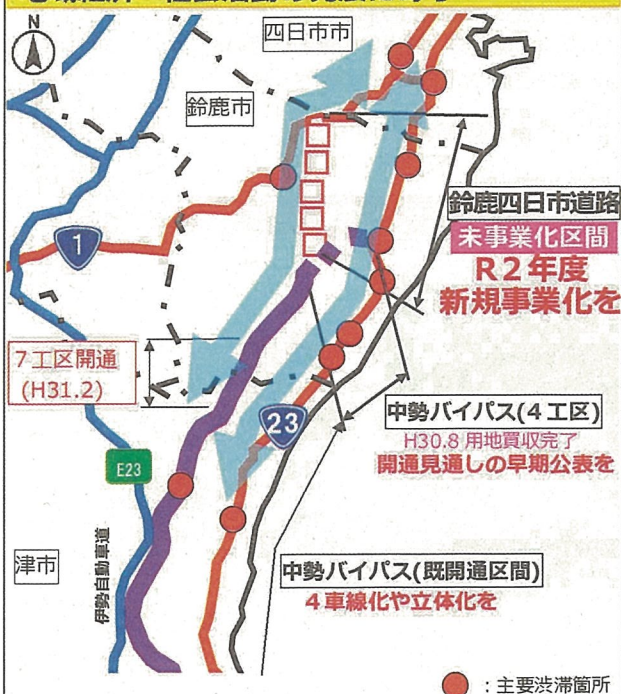 N
四日市市
鈴鹿市
1
鈴鹿四日市道路
未事業化区間
R2年度
新規事業化を
7工区開通
(H31.2)
23
中勢バイパス(4工区)
H30.8 用地買収完了
開通見通しの早期公表を
E23
伊勢自動車道
津市
中勢バイパス(既開通区間)
4車線化や立体化を
:主要渋滞箇所